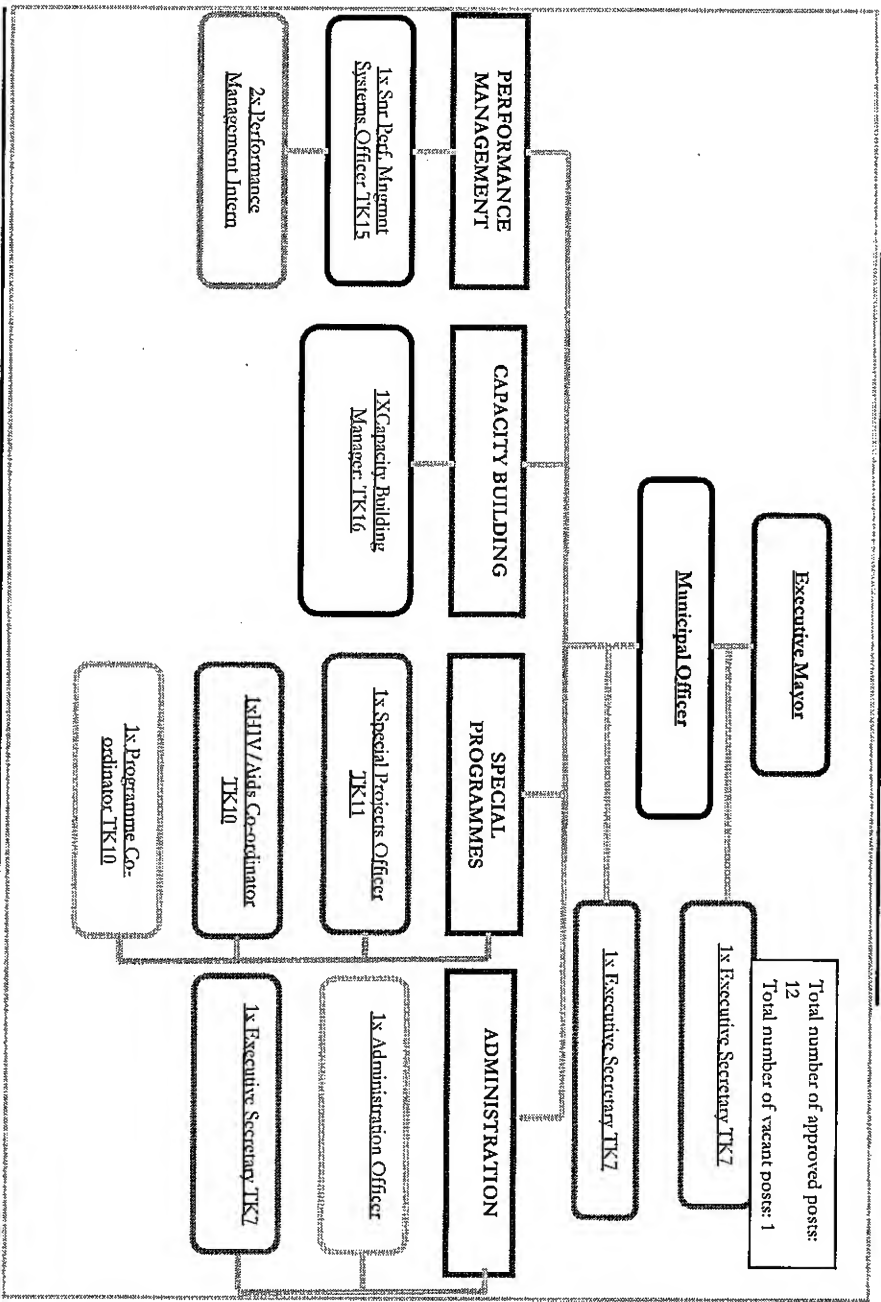 Executive Mayor
Total number of approved posts:
12
Total number of vacant posts: 1
1x Executive Secretary TK7
Municipal Officer
1x Executive Secretary TK7
PERFORMANCE
MANAGEMENT
CAPACITY BUILDING
SPECIAL
PROGRAMMES
ADMINISTRATION
1x Snr Perf. Mngmnt
Systems Officer TK15
1XCapacity Building
Manager: TK16
1x Special Projects Officer
TK11
1x Administration Officer
2x Performance
Management Intern
1xHIV/Aids Co-ordinator
TK10
1x Executive Secretary TK7
1x Programme Co-
ordinator TK10